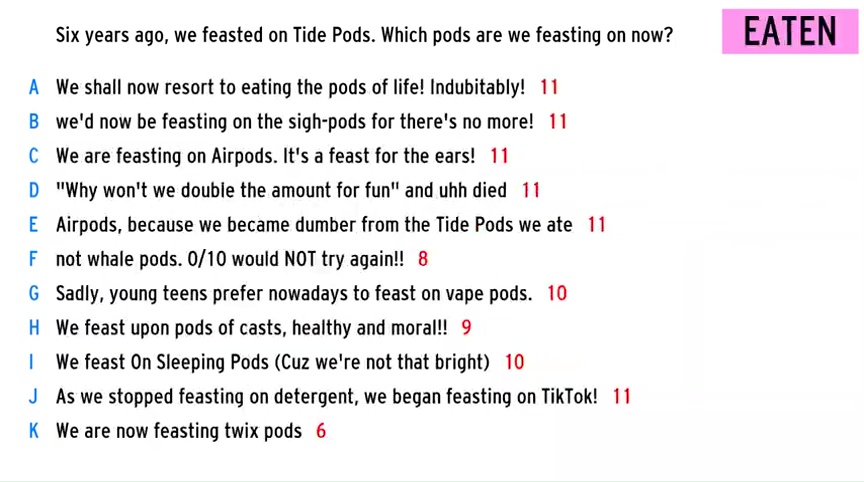 Six years ago, we feasted on Tide Pods. Which pods are we feasting on now?
EATEN
A We shall now resort to eating the pods of life! Indubitably! 11
B we'd now be feasting on the sigh-pods for there's no more! 11
C We are feasting on Airpods. It's a feast for the ears! 11
D "Why won't we double the amount for fun" and uhh died 11
E Airpods, because we became dumber from the Tide Pods we ate 11
F not whale pods. 0/10 would NOT try again!! 8
G Sadly, young teens prefer nowadays to feast on vape pods. 10
H We feast upon pods of casts, healthy and moral!! 9
I We feast On Sleeping Pods (Cuz we're not that bright) 10
J As we stopped feasting on detergent, we began feasting on TikTok! 11
K We are now feasting twix pods 6